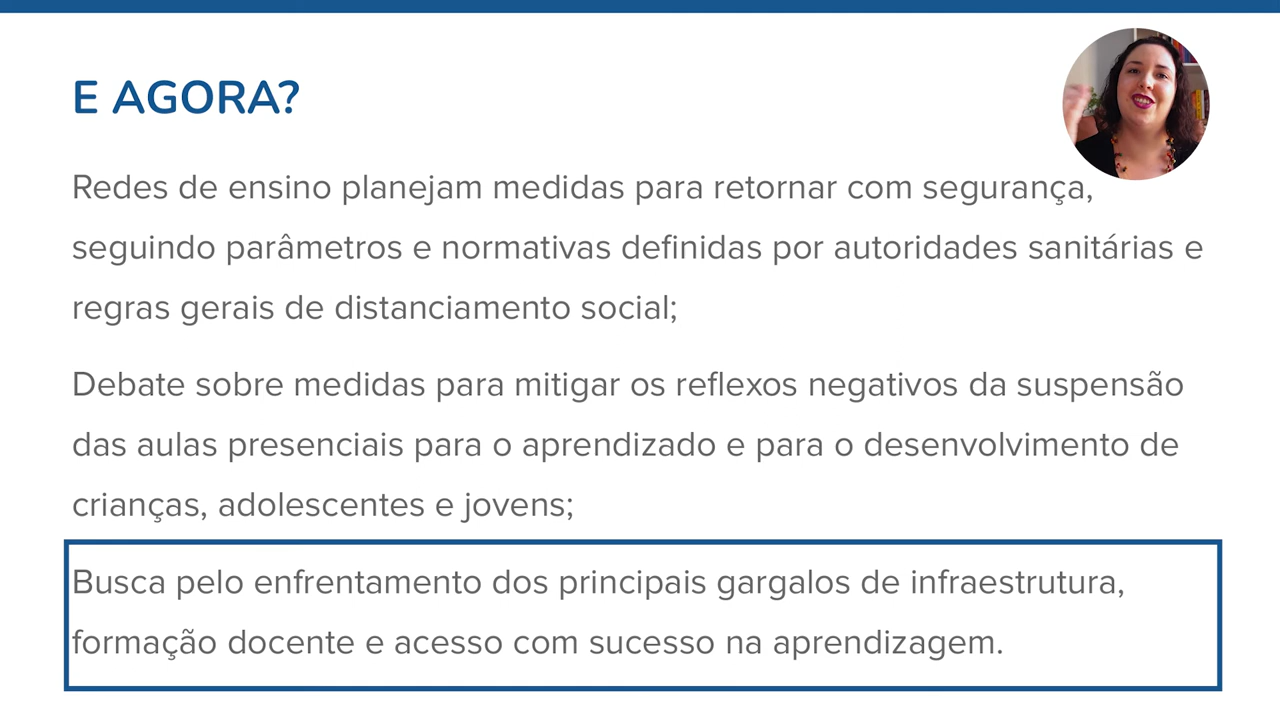 E AGORA?
Redes de ensino planejam medidas para retornar com segurança,
seguindo parâmetros e normativas definidas por autoridades sanitárias e
regras gerais de distanciamento social;
Debate sobre medidas para mitigar os reflexos negativos da suspensão
das aulas presenciais para o aprendizado e para o desenvolvimento de
crianças, adolescentes e jovens;
Busca pelo enfrentamento dos principais gargalos de infraestrutura,
formação docente e acesso com sucesso na aprendizagem.